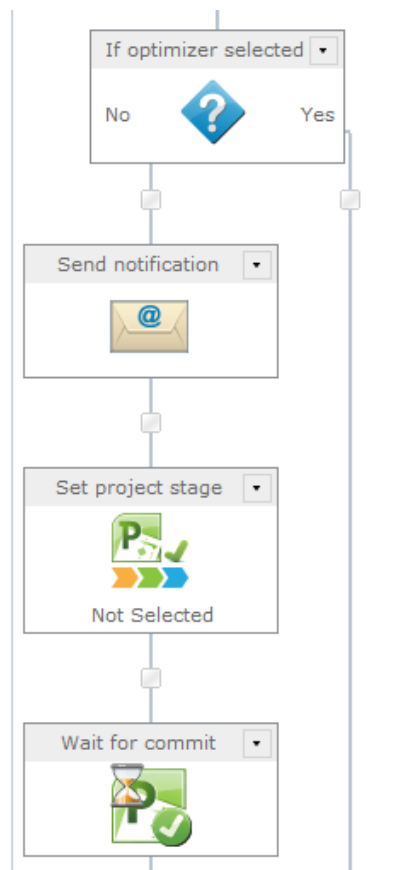 If optimizer selected
No
Yes
Send notification
@
Set project stage
P
Not Selected
Wait for commit
P